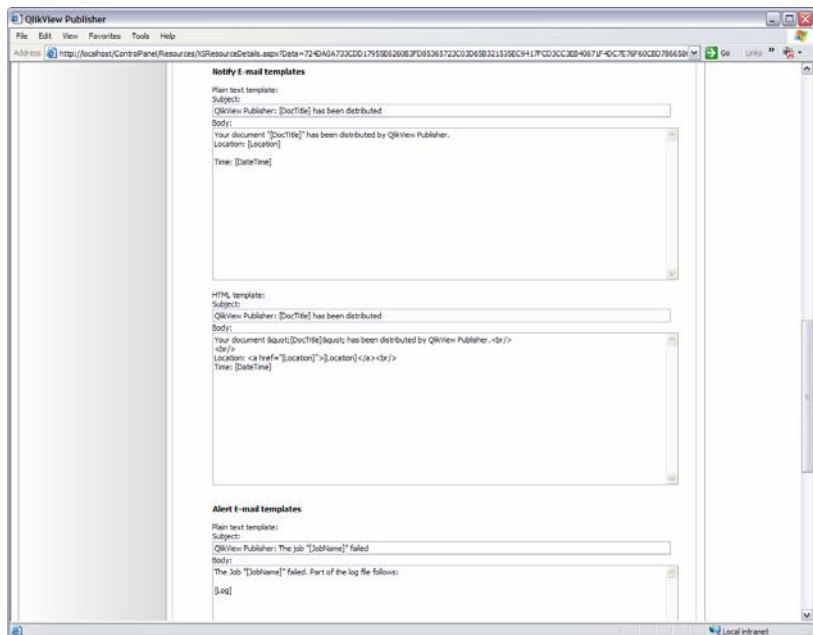 QlikView Publisher
File Edit View Favorites Tools Help
Address Go Links »
Notify E-mail templates
Plain text template:
Subject:
QlikView Publisher: [DocTitle] has been distributed
Body:
Your document "[DocTitle]" has been distributed by QlikView Publisher.
Location: [Location]
Time: [DateTime]
HTML template:
Subject:
QlikView Publisher: [DocTitle] has been distributed
Body:
Your document &quot;[DocTitle]&quot; has been distributed by QlikView Publisher.<br/>
<br/>
Location: <a href="[Location]">[Location]</a><br/>
Time: [DateTime]
Alert E-mail templates
Plain text template:
Subject:
QlikView Publisher: The job "[JobName]" failed
Body:
The Job "[JobName]" failed. Part of the log file follows:
[Log]
Local intranet